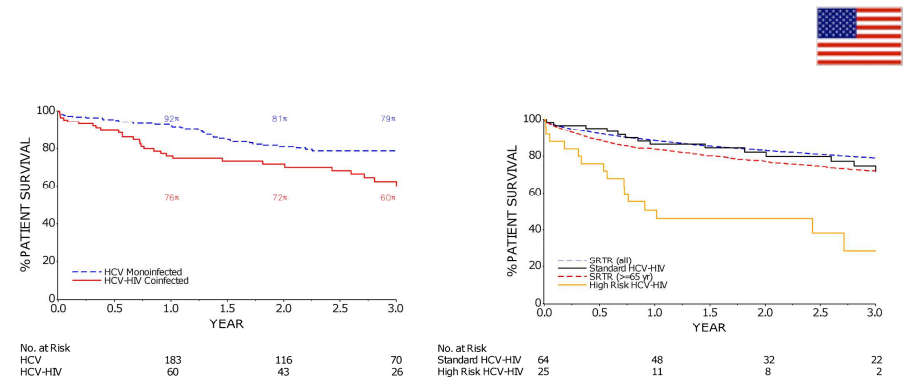 100
80
60
40
20
0
%PATIENT SURVIVAL
92%
81%
79%
76%
72%
60%
HCV Monoinfected
HCV-HIV Coinfected
0.0 0.5 1.0 1.5 2.0 2.5 3.0
YEAR
No. at Risk
HCV 183 116 70
HCV-HIV 60 43 26
100
80
60
40
20
0
%PATIENT SURVIVAL
SRTR (all)
Standard HCV-HIV
SRTR (>=65 yr)
High Risk HCV-HIV
0.0 0.5 1.0 1.5 2.0 2.5 3.0
YEAR
No. at Risk
Standard HCV-HIV 64 48 32 22
High Risk HCV-HIV 25 11 8 2